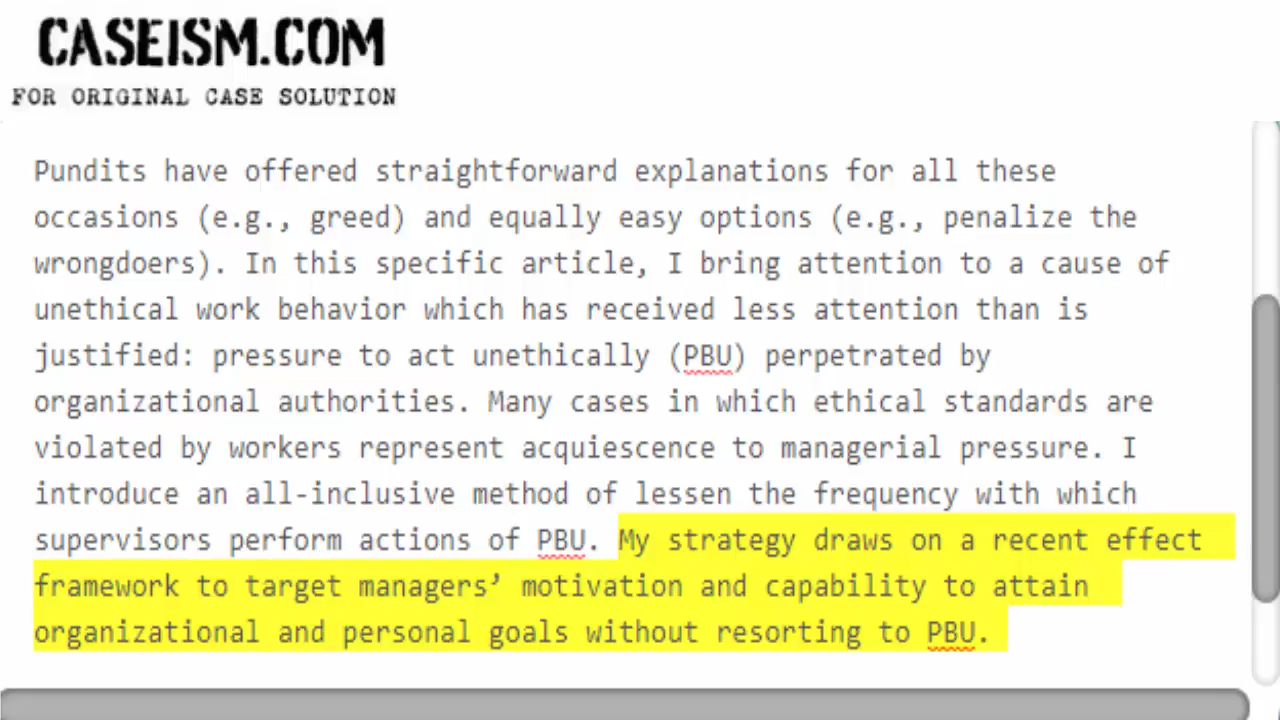 CASEISM.COM
FOR ORIGINAL CASE SOLUTION
Pundits have offered straightforward explanations for all these
occasions (e.g., greed) and equally easy options (e.g., penalize the
wrongdoers). In this specific article, I bring attention to a cause of
unethical work behavior which has received less attention than is
justified: pressure to act unethically (PBU) perpetrated by
organizational authorities. Many cases in which ethical standards are
violated by workers represent acquiescence to managerial pressure. I
introduce an all-inclusive method of lessen the frequency with which
supervisors perform actions of PBU. My strategy draws on a recent effect
framework to target managers’ motivation and capability to attain
organizational and personal goals without resorting to PBU.